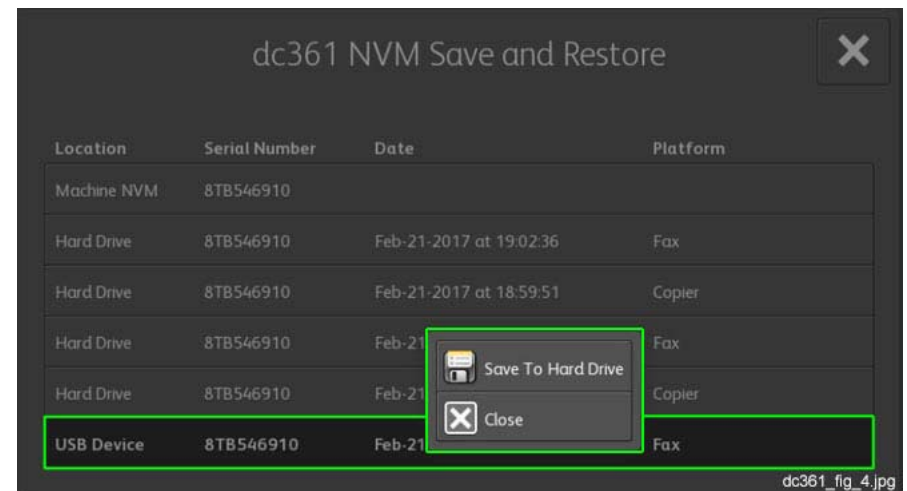 dc361 NVM Save and Restore
Location Serial Number Date Platform
Machine NVM 8TB546910
Hard Drive 8TB546910 Feb-21-2017 at 19:02:36 Fax
Hard Drive 8TB546910 Feb-21-2017 at 18:59:51 Copier
Hard Drive 8TB546910 Feb-21 Fax
Save To Hard Drive
Hard Drive 8TB546910 Feb-21 Copier
Close
USB Device 8TB546910 Feb-21 Fax
dc361_fig_4.jpg